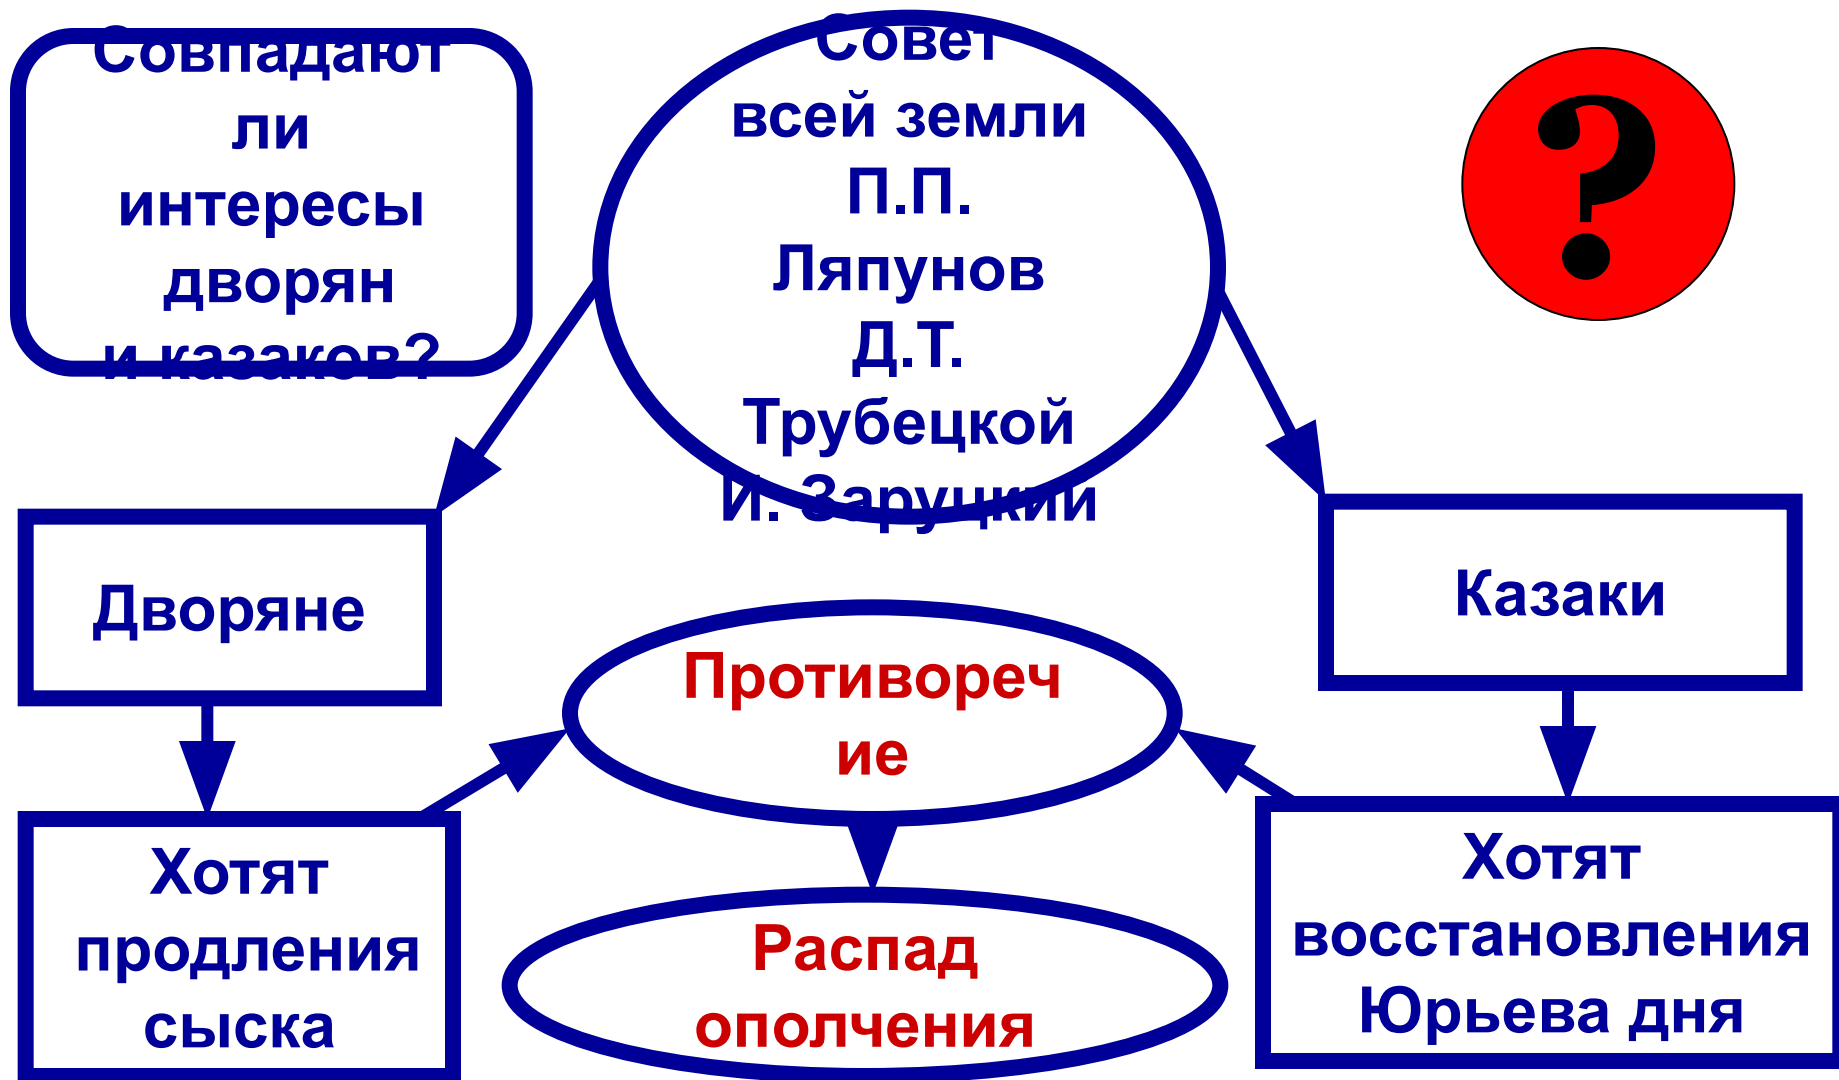 Совпадают
ли
интересы
дворян
и казаков?
Совет
всей земли
П.П.
Ляпунов
Д.Т.
Трубецкой
И. Заруцкий
?
Дворяне
Казаки
Противореч
ие
Хотят
продления
сыска
Распад
ополчения
Хотят
восстановления
Юрьева дня